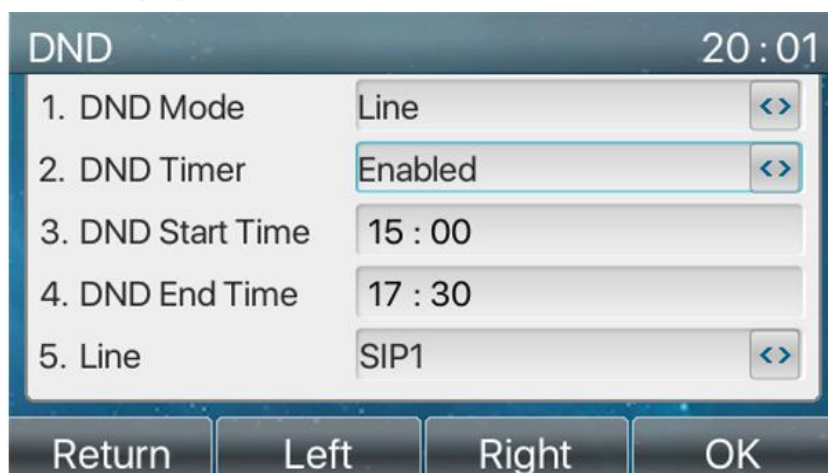 DND 20 : 01
1. DND Mode Line
2. DND Timer Enabled
3. DND Start Time 15 : 00
4. DND End Time 17 : 30
5. Line SIP1
Return Left Right OK